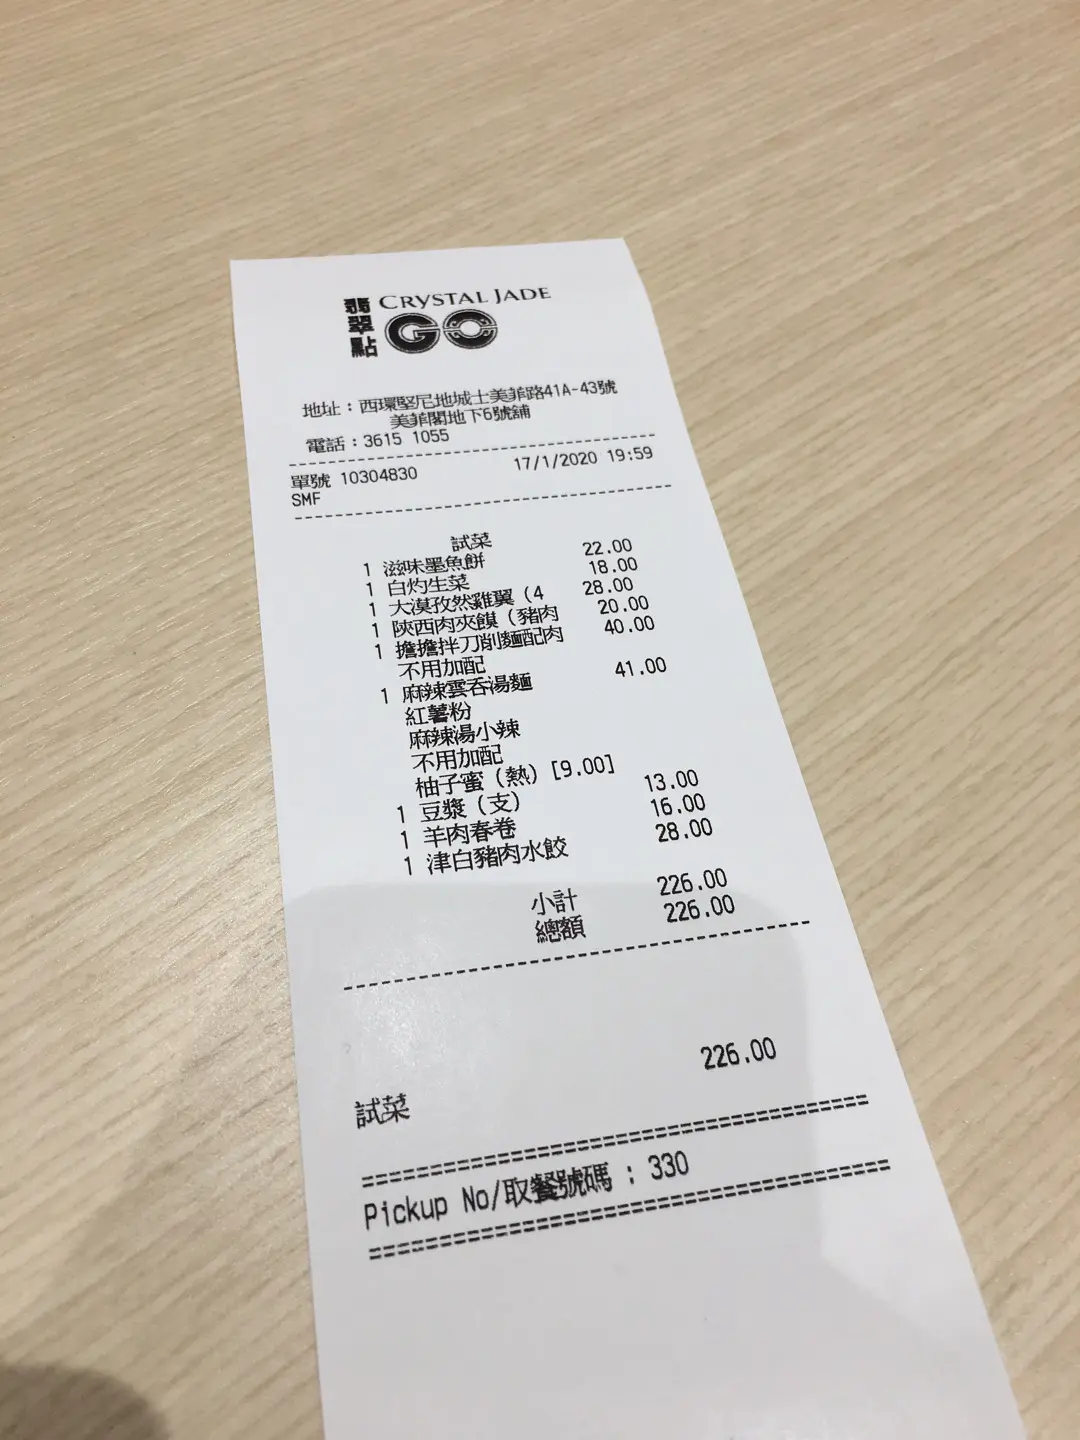 翡翠點
CRYSTAL JADE
GO
地址：西環堅尼地城士美菲路41A-43號
美菲閣地下6號舖
電話：3615 1055
單號 10304830 17/1/2020 19:59
SMF
試菜
1 滋味墨魚餅 22.00
1 白灼生菜 18.00
1 大漠孜然雞翼（4 28.00
1 陝西肉夾饃（豬肉 20.00
1 擔擔拌刀削麵配肉 40.00
不用加配
1 麻辣雲吞湯麵 41.00
紅薯粉
麻辣湯小辣
不用加配
柚子蜜（熱）[9.00]
1 豆漿（支） 13.00
1 羊肉春卷 16.00
1 津白豬肉水餃 28.00
小計 226.00
總額 226.00
226.00
試菜
Pickup No/取餐號碼 : 330